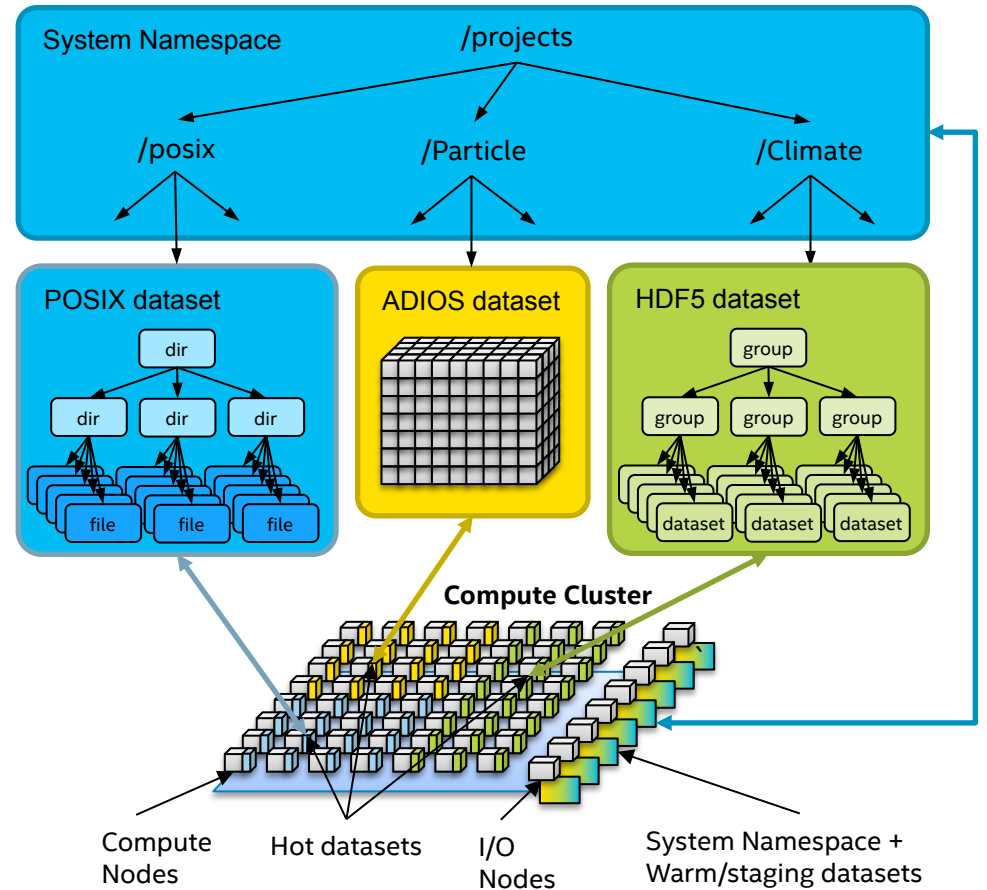 System Namespace
/projects
/posix
/Particle
/Climate
POSIX dataset
dir
dir
dir
dir
file
file
file
ADIOS dataset
HDF5 dataset
group
group
group
group
dataset
dataset
dataset
Compute Cluster
Compute
Nodes
Hot datasets
I/O
Nodes
System Namespace +
Warm/staging datasets